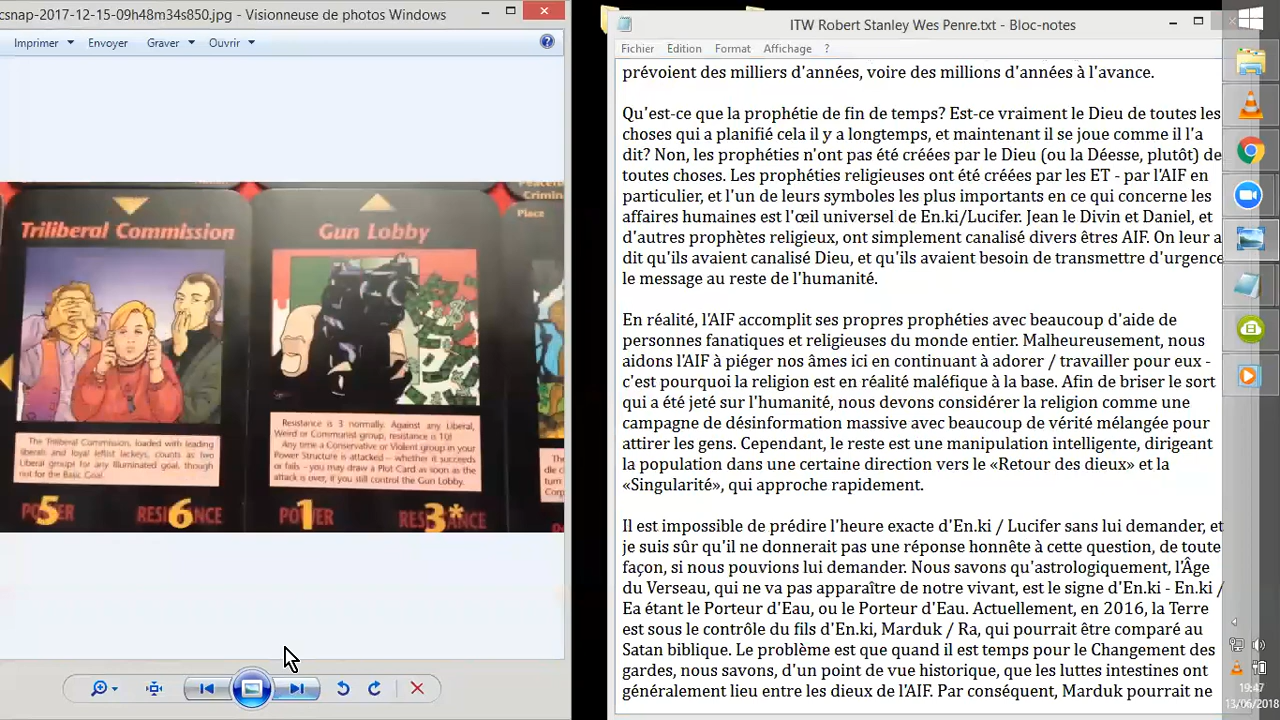 csnap-2017-12-15-09h48m34s850.jpg - Visionneuse de photos Windows
Imprimer Envoyer Graver Ouvrir
Triliberal Commission
The Triliberal Commission, loaded with leading
liberals and loyal leftist lackeys, counts as two
Liberal groups for any Illuminated goal, though
not for the Basic Goal.
POWER
5
RESISTANCE
6
Gun Lobby
Resistance is 3 normally. Against any Liberal,
Weird or Communist group, resistance is 10!
Any time a Conservative or Violent group in your
Power Structure is attacked – whether it succeeds
or fails – you may draw a Plot Card as soon as the
attack is over, if you still control the Gun Lobby.
POWER
1
RESISTANCE
3*
Crimin
Place
ITW Robert Stanley Wes Penre.txt - Bloc-notes
Fichier Edition Format Affichage ?
prévoient des milliers d'années, voire des millions d'années à l'avance.
Qu'est-ce que la prophétie de fin de temps? Est-ce vraiment le Dieu de toutes les
choses qui a planifié cela il y a longtemps, et maintenant il se joue comme il l'a
dit? Non, les prophéties n'ont pas été créées par le Dieu (ou la Déesse, plutôt) de
toutes choses. Les prophéties religieuses ont été créées par les ET - par l'AIF en
particulier, et l'un de leurs symboles les plus importants en ce qui concerne les
affaires humaines est l'œil universel de En.ki/Lucifer. Jean le Divin et Daniel, et
d'autres prophètes religieux, ont simplement canalisé divers êtres AIF. On leur a
dit qu'ils avaient canalisé Dieu, et qu'ils avaient besoin de transmettre d'urgence
le message au reste de l'humanité.
En réalité, l'AIF accomplit ses propres prophéties avec beaucoup d'aide de
personnes fanatiques et religieuses du monde entier. Malheureusement, nous
aidons l'AIF à piéger nos âmes ici en continuant à adorer / travailler pour eux -
c'est pourquoi la religion est en réalité maléfique à la base. Afin de briser le sort
qui a été jeté sur l'humanité, nous devons considérer la religion comme une
campagne de désinformation massive avec beaucoup de vérité mélangée pour
attirer les gens. Cependant, le reste est une manipulation intelligente, dirigeant
la population dans une certaine direction vers le «Retour des dieux» et la
«Singularité», qui approche rapidement.
Il est impossible de prédire l'heure exacte d'En.ki / Lucifer sans lui demander, et
je suis sûr qu'il ne donnerait pas une réponse honnête à cette question, de toute
façon, si nous pouvions lui demander. Nous savons qu'astrologiquement, l'Âge
du Verseau, qui ne va pas apparaître de notre vivant, est le signe d'En.ki - En.ki /
Ea étant le Porteur d'Eau, ou le Porteur d'Eau. Actuellement, en 2016, la Terre
est sous le contrôle du fils d'En.ki, Marduk / Ra, qui pourrait être comparé au
Satan biblique. Le problème est que quand il est temps pour le Changement des
gardes, nous savons, d'un point de vue historique, que les luttes intestines ont
généralement lieu entre les dieux de l'AIF. Par conséquent, Marduk pourrait ne
19:47
13/06/2018